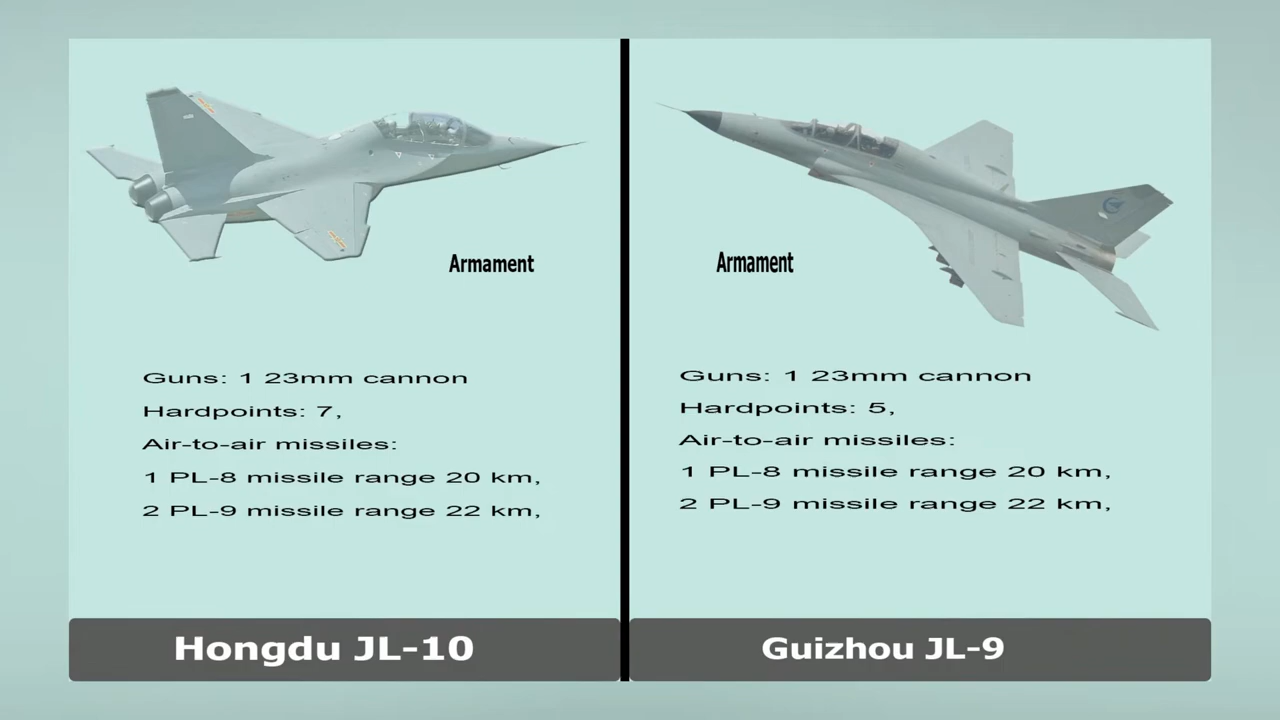 Armament
Guns: 1 23mm cannon
Hardpoints: 7,
Air-to-air missiles:
1 PL-8 missile range 20 km,
2 PL-9 missile range 22 km,
Hongdu JL-10
Armament
Guns: 1 23mm cannon
Hardpoints: 5,
Air-to-air missiles:
1 PL-8 missile range 20 km,
2 PL-9 missile range 22 km,
Guizhou JL-9